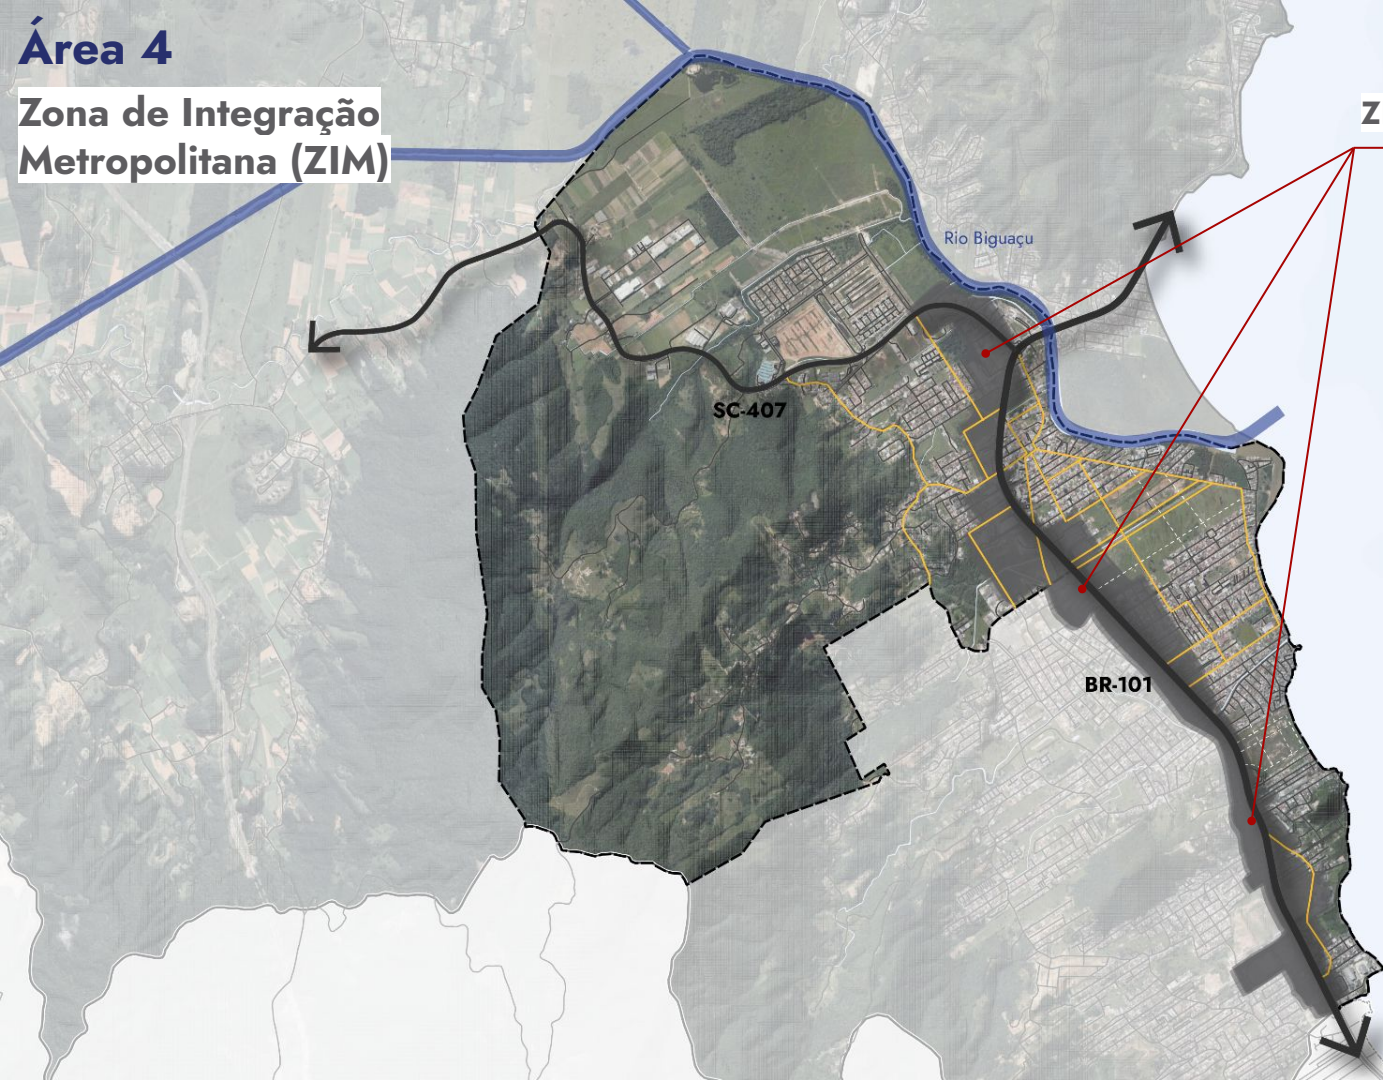 Área 4
Zona de Integração
Metropolitana (ZIM)
Z
Rio Biguaçu
SC-407
BR-101